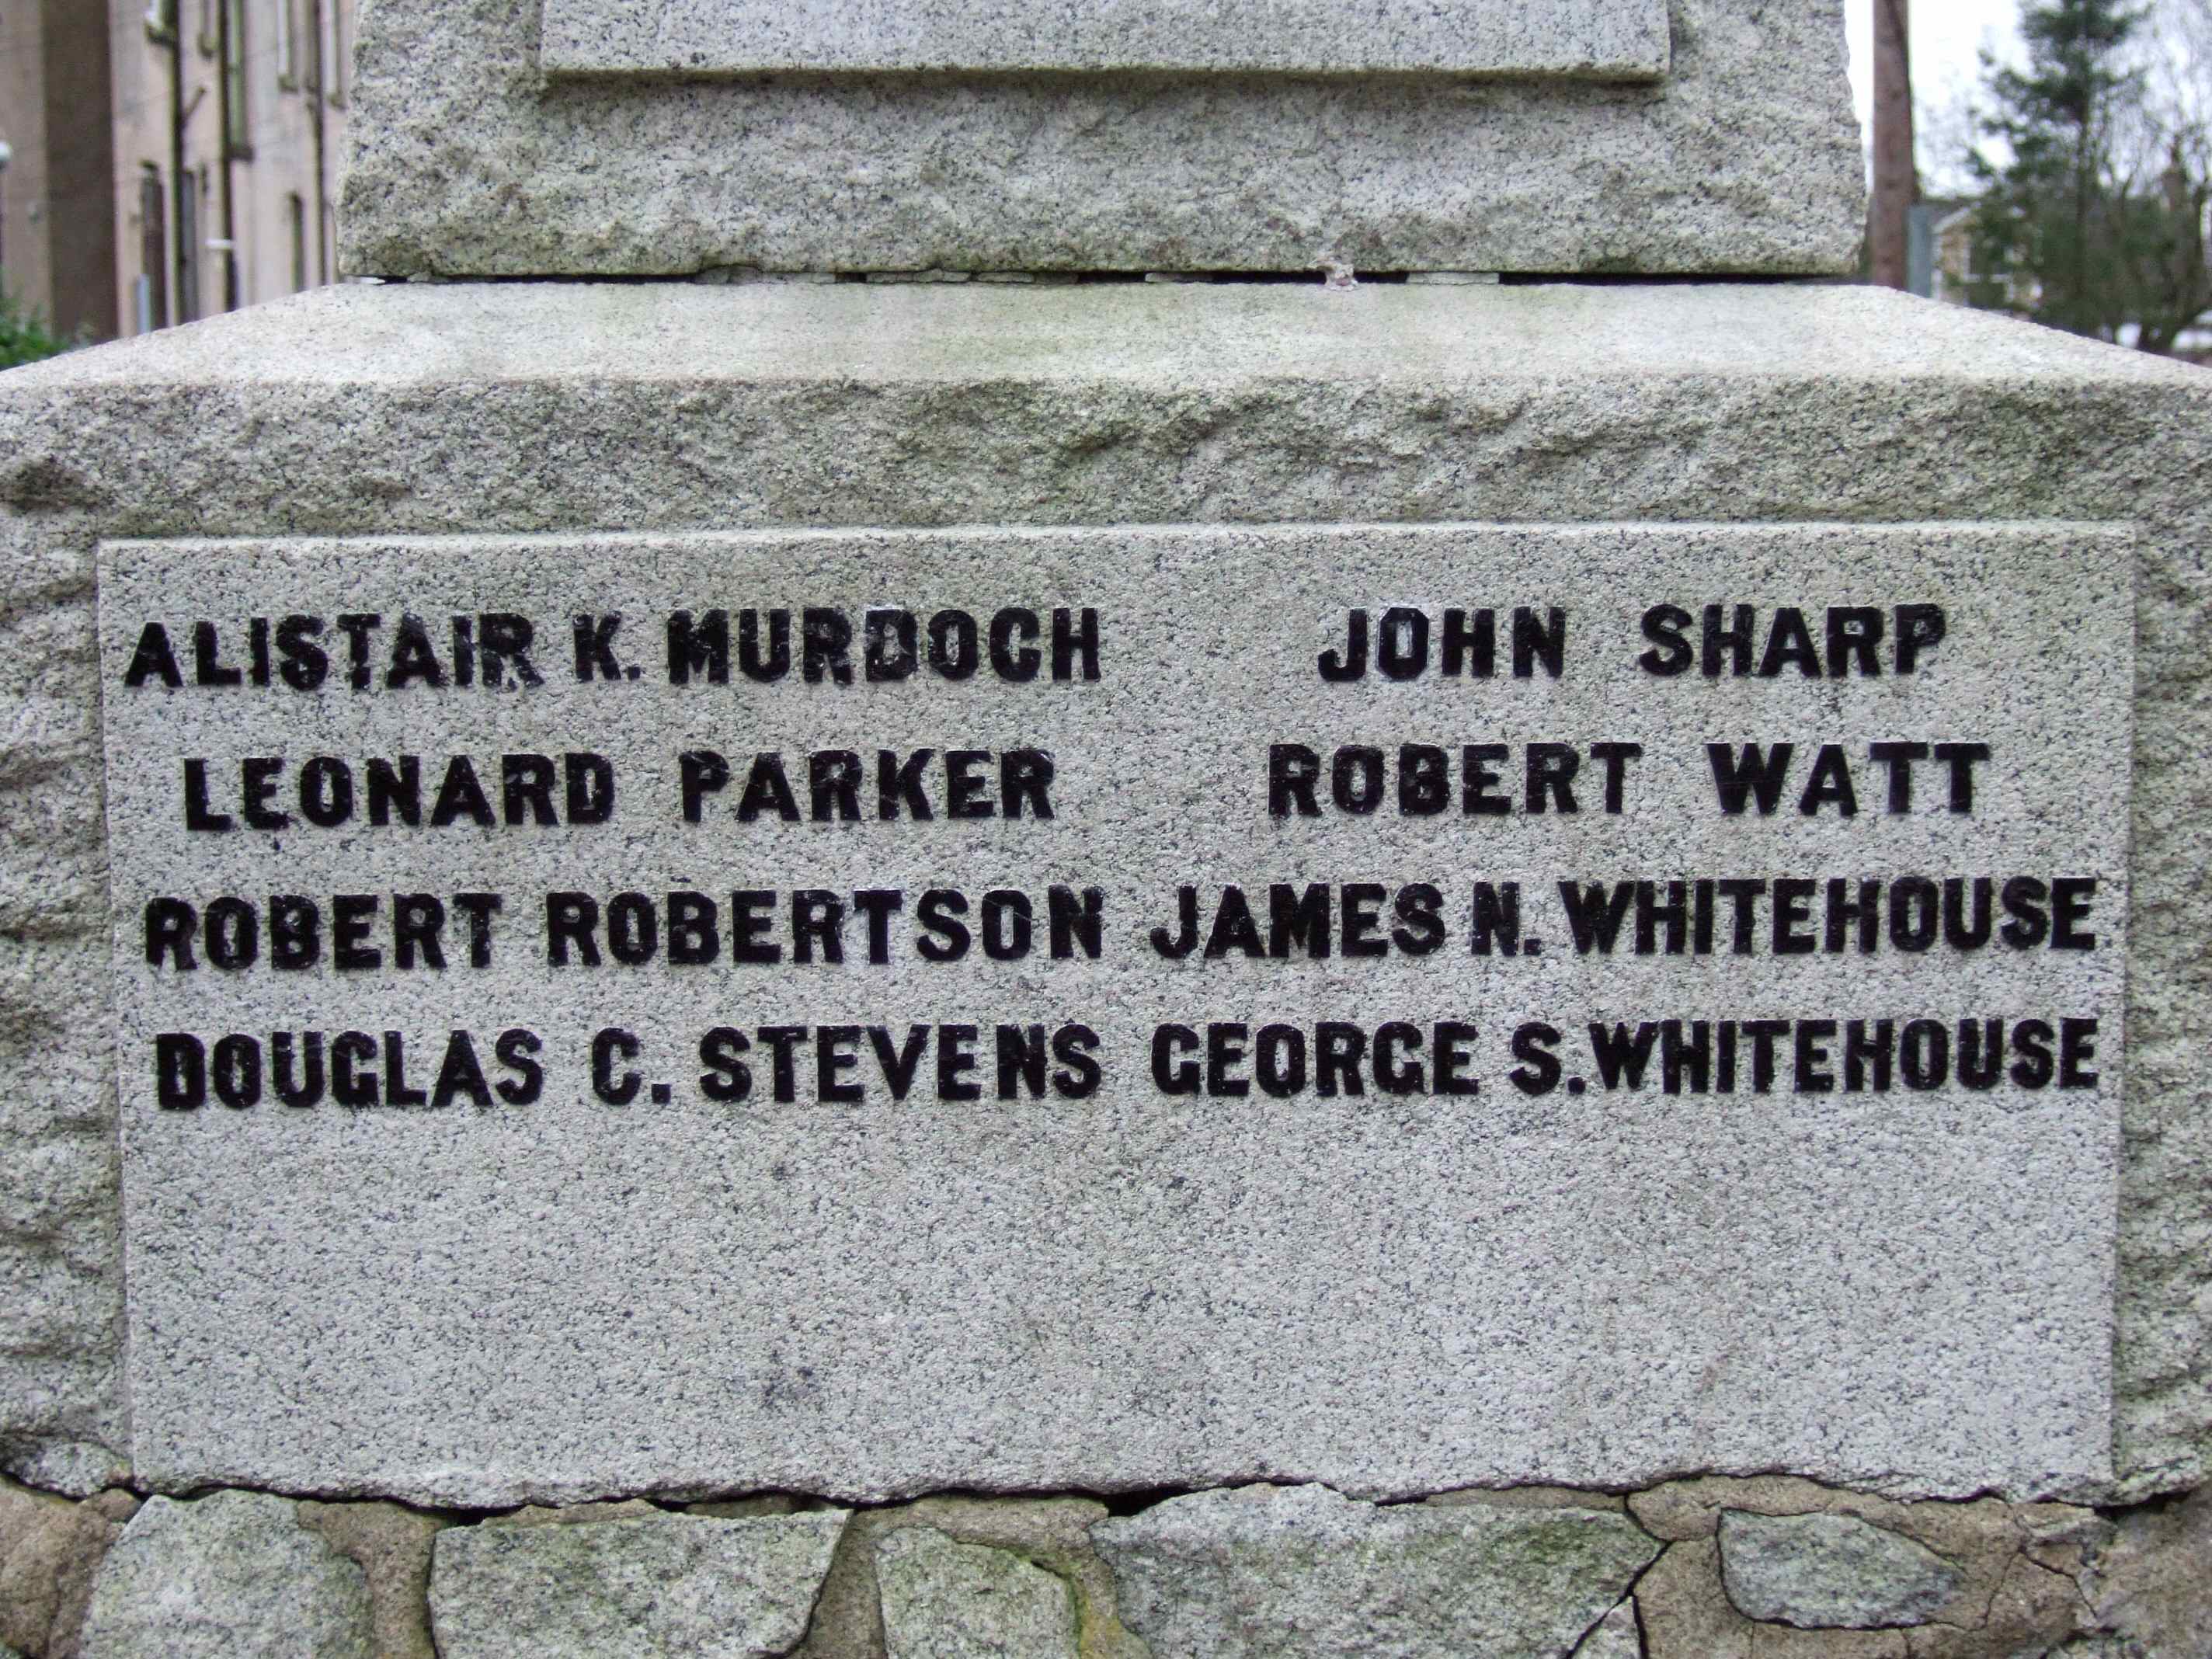 ALISTAIR K. MURDOCH
LEONARD PARKER
ROBERT ROBERTSON
DOUGLAS C. STEVENS
JOHN SHARP
ROBERT WATT
JAMES N. WHITEHOUSE
GEORGE S. WHITEHOUSE